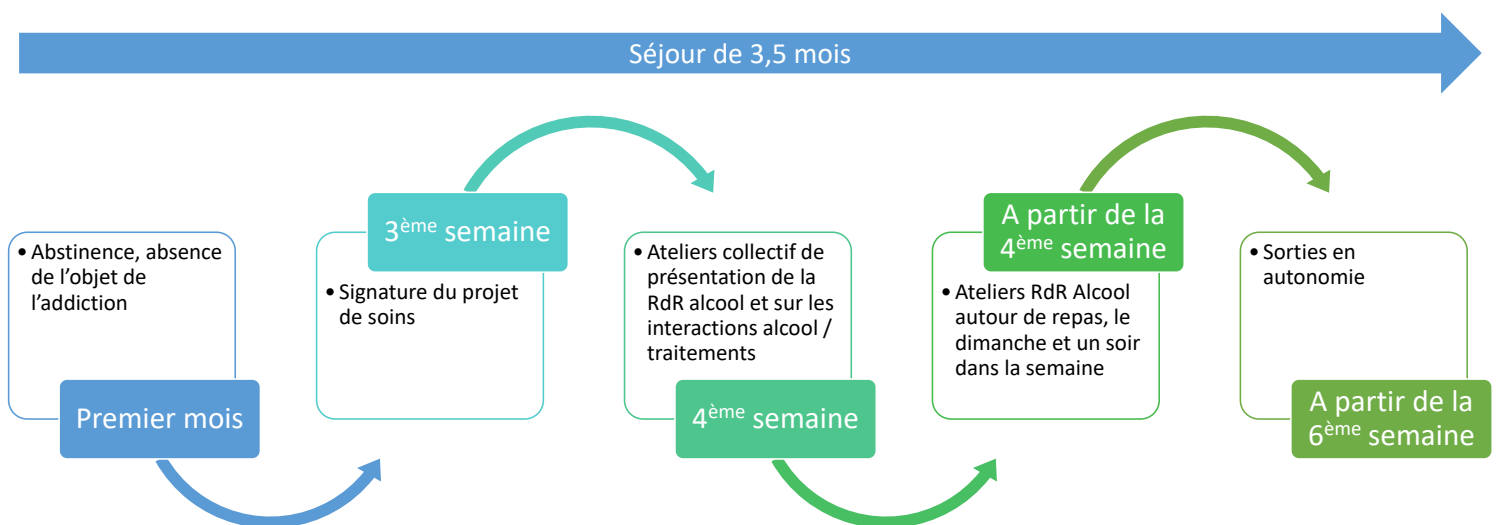 Séjour de 3,5 mois
• Abstinence, absence
de l'objet de
l'addiction
Premier mois
3ème semaine
• Signature du projet
de soins
• Ateliers collectif de
présentation de la
RdR alcool et sur les
interactions alcool /
traitements
4ème semaine
A partir de la
4ème semaine
• Ateliers RdR Alcool
autour de repas, le
dimanche et un soir
dans la semaine
• Sorties en
autonomie
A partir de la
6ème semaine